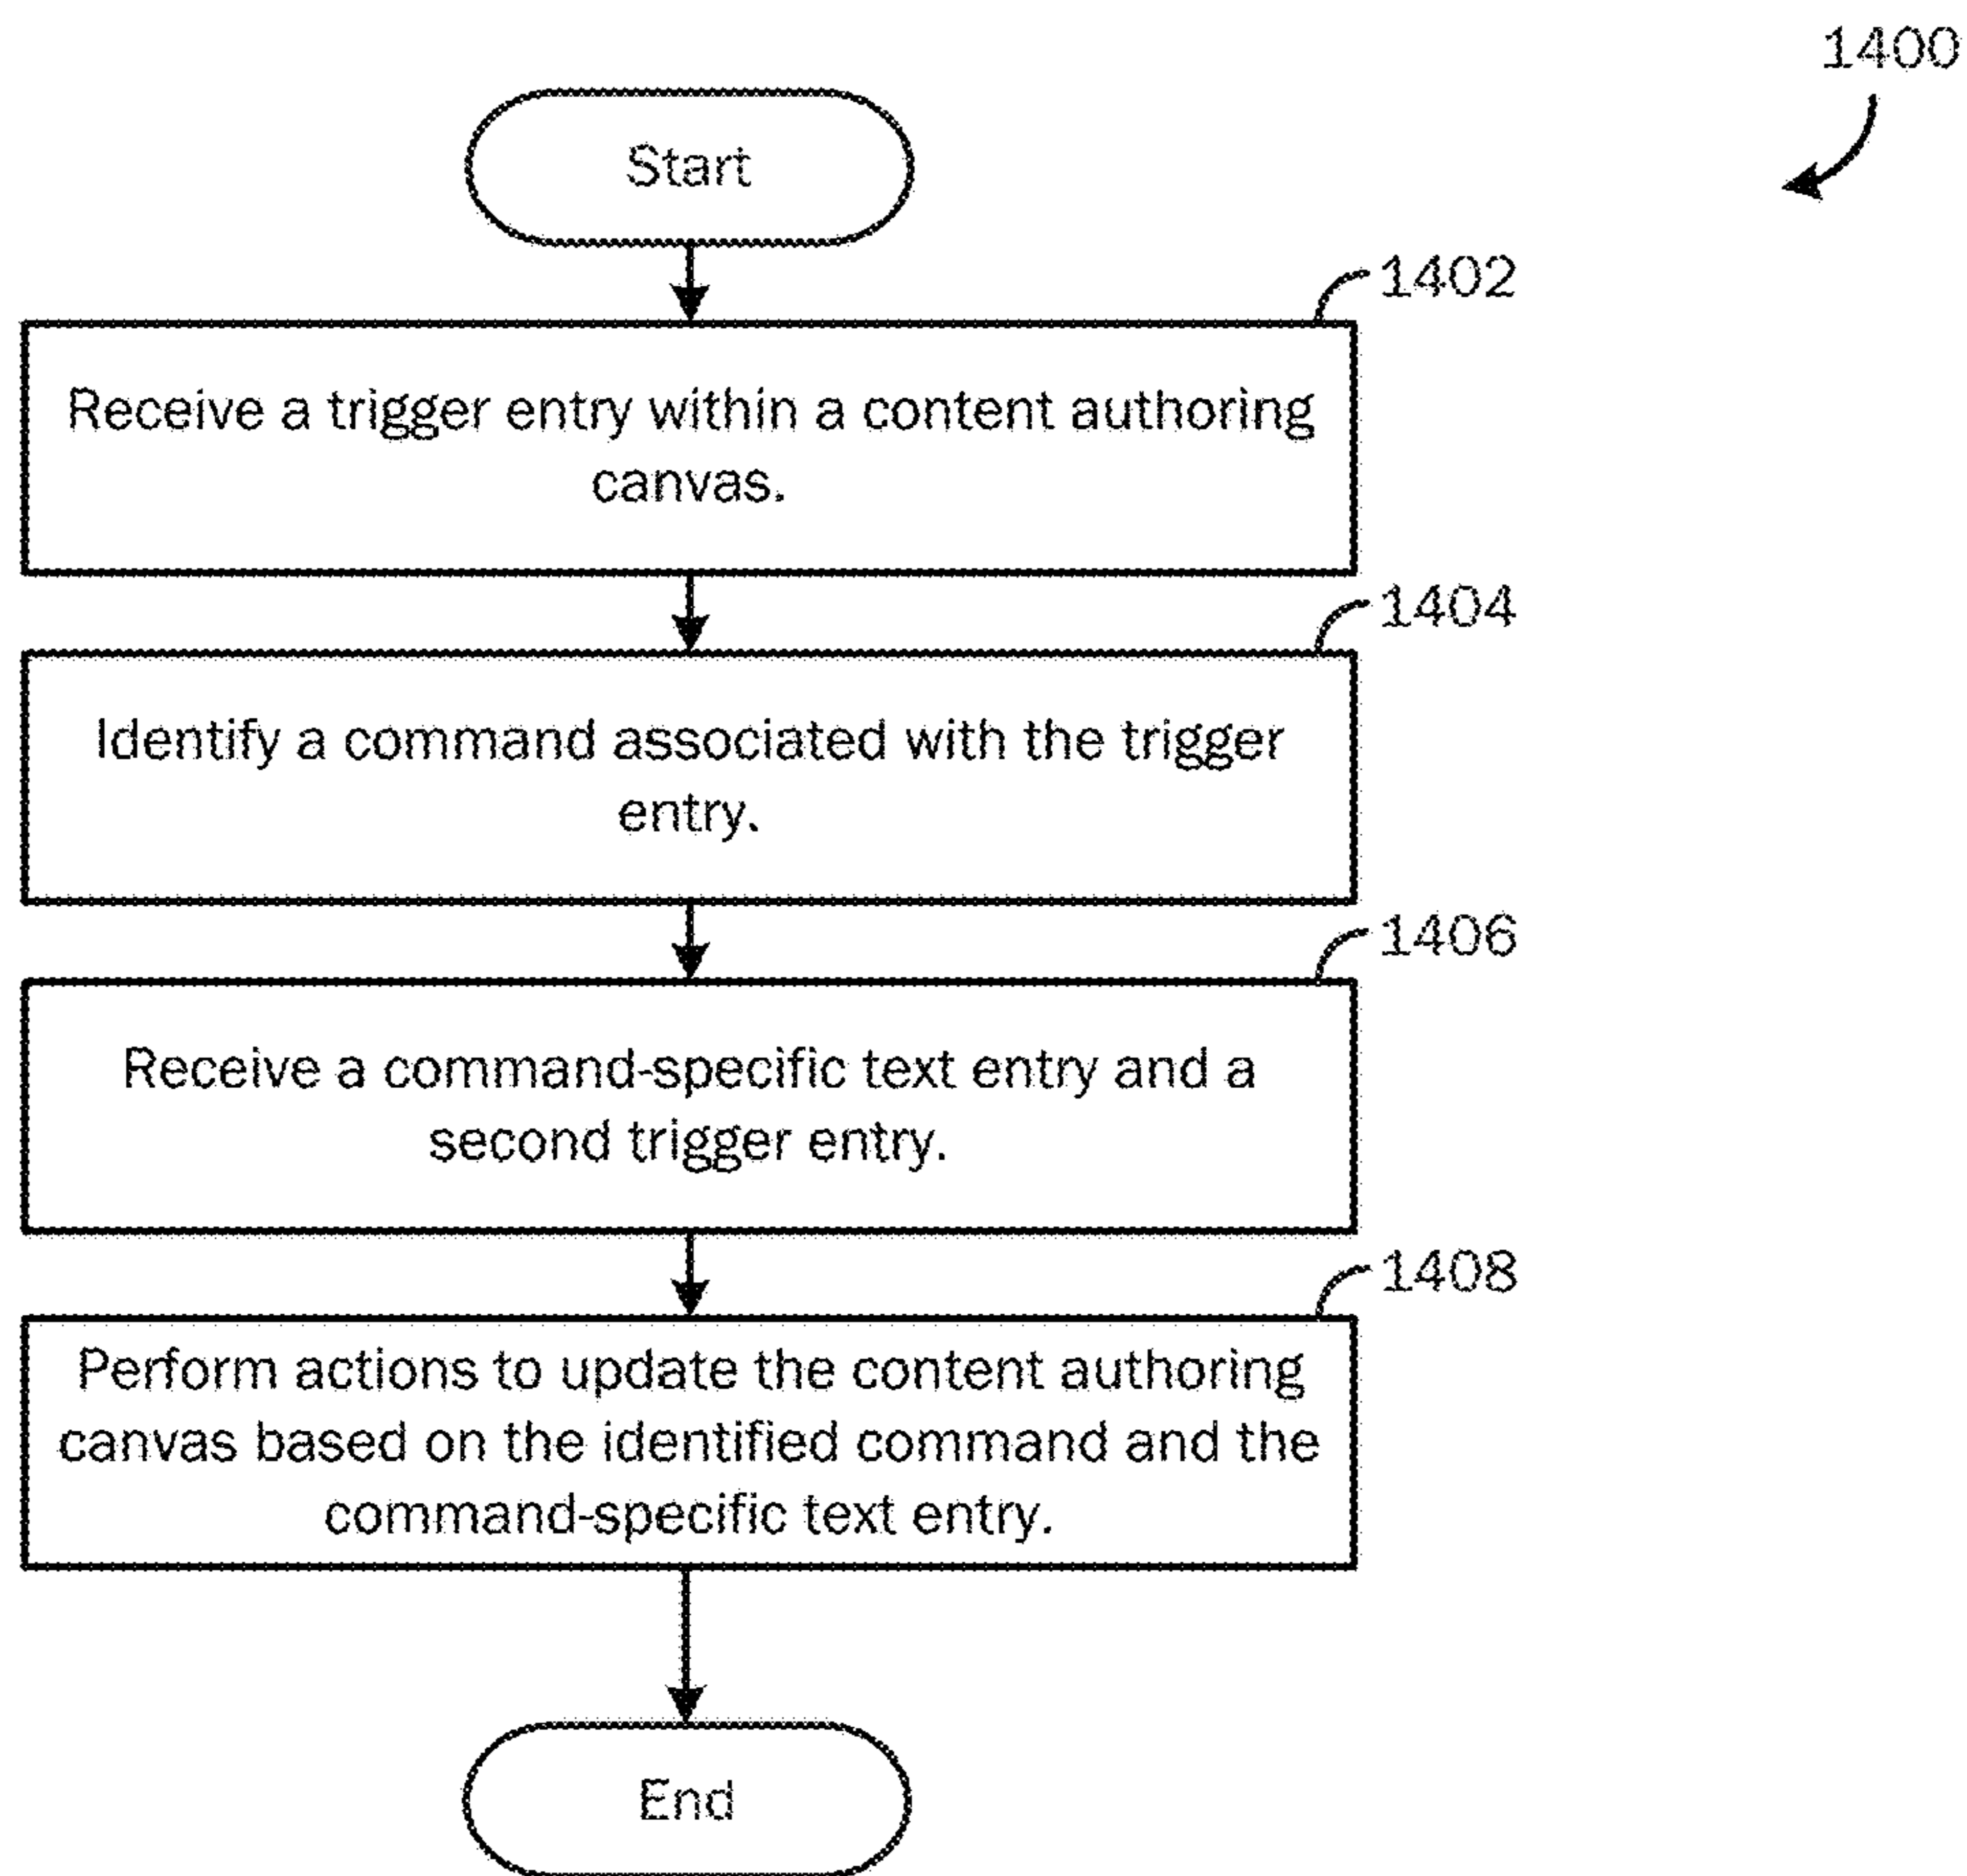 1400
Start
1402
Receive a trigger entry within a content authoring
canvas.
1404
Identify a command associated with the trigger
entry.
1406
Receive a command-specific text entry and a
second trigger entry.
1408
Perform actions to update the content authoring
canvas based on the identified command and the
command-specific text entry.
End